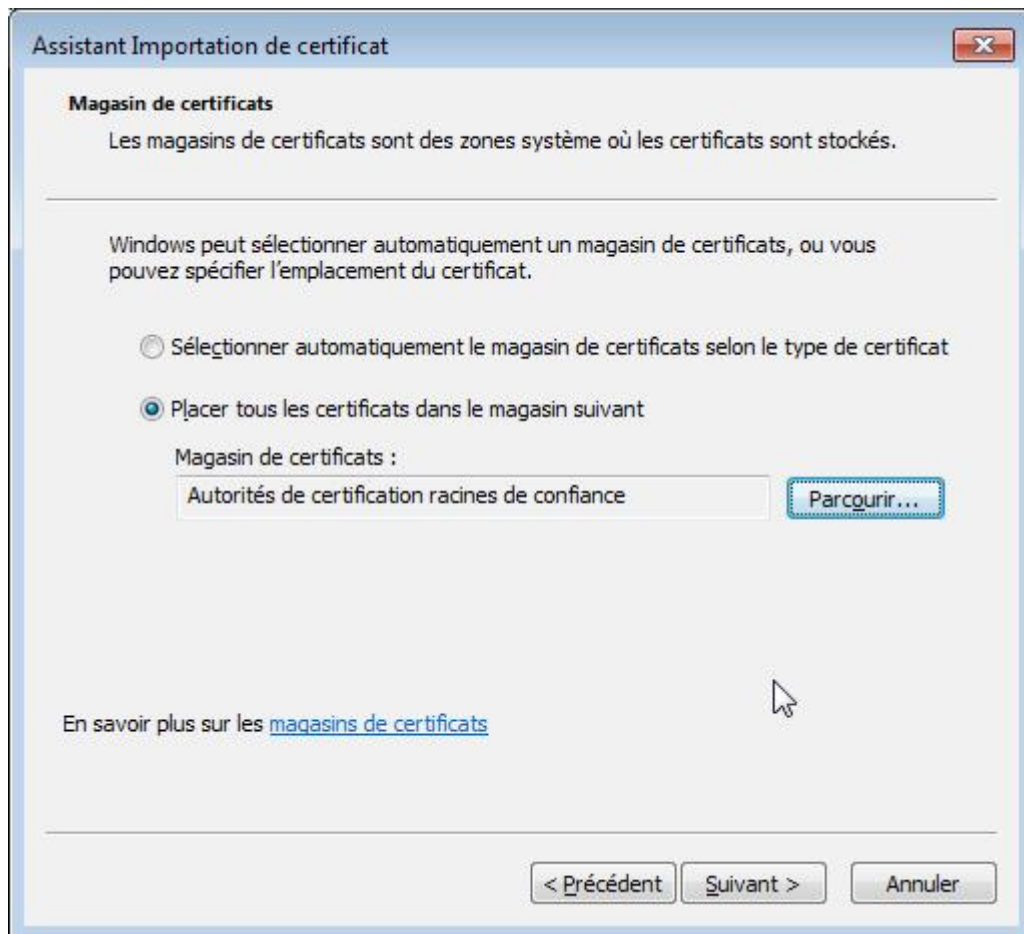 Assistant Importation de certificat
Magasin de certificats
Les magasins de certificats sont des zones système où les certificats sont stockés.
Windows peut sélectionner automatiquement un magasin de certificats, ou vous
pouvez spécifier l'emplacement du certificat.
Sélectionner automatiquement le magasin de certificats selon le type de certificat
Placer tous les certificats dans le magasin suivant
Magasin de certificats :
Autorités de certification racines de confiance
Parcourir...
En savoir plus sur les magasins de certificats
< Précédent
Suivant >
Annuler